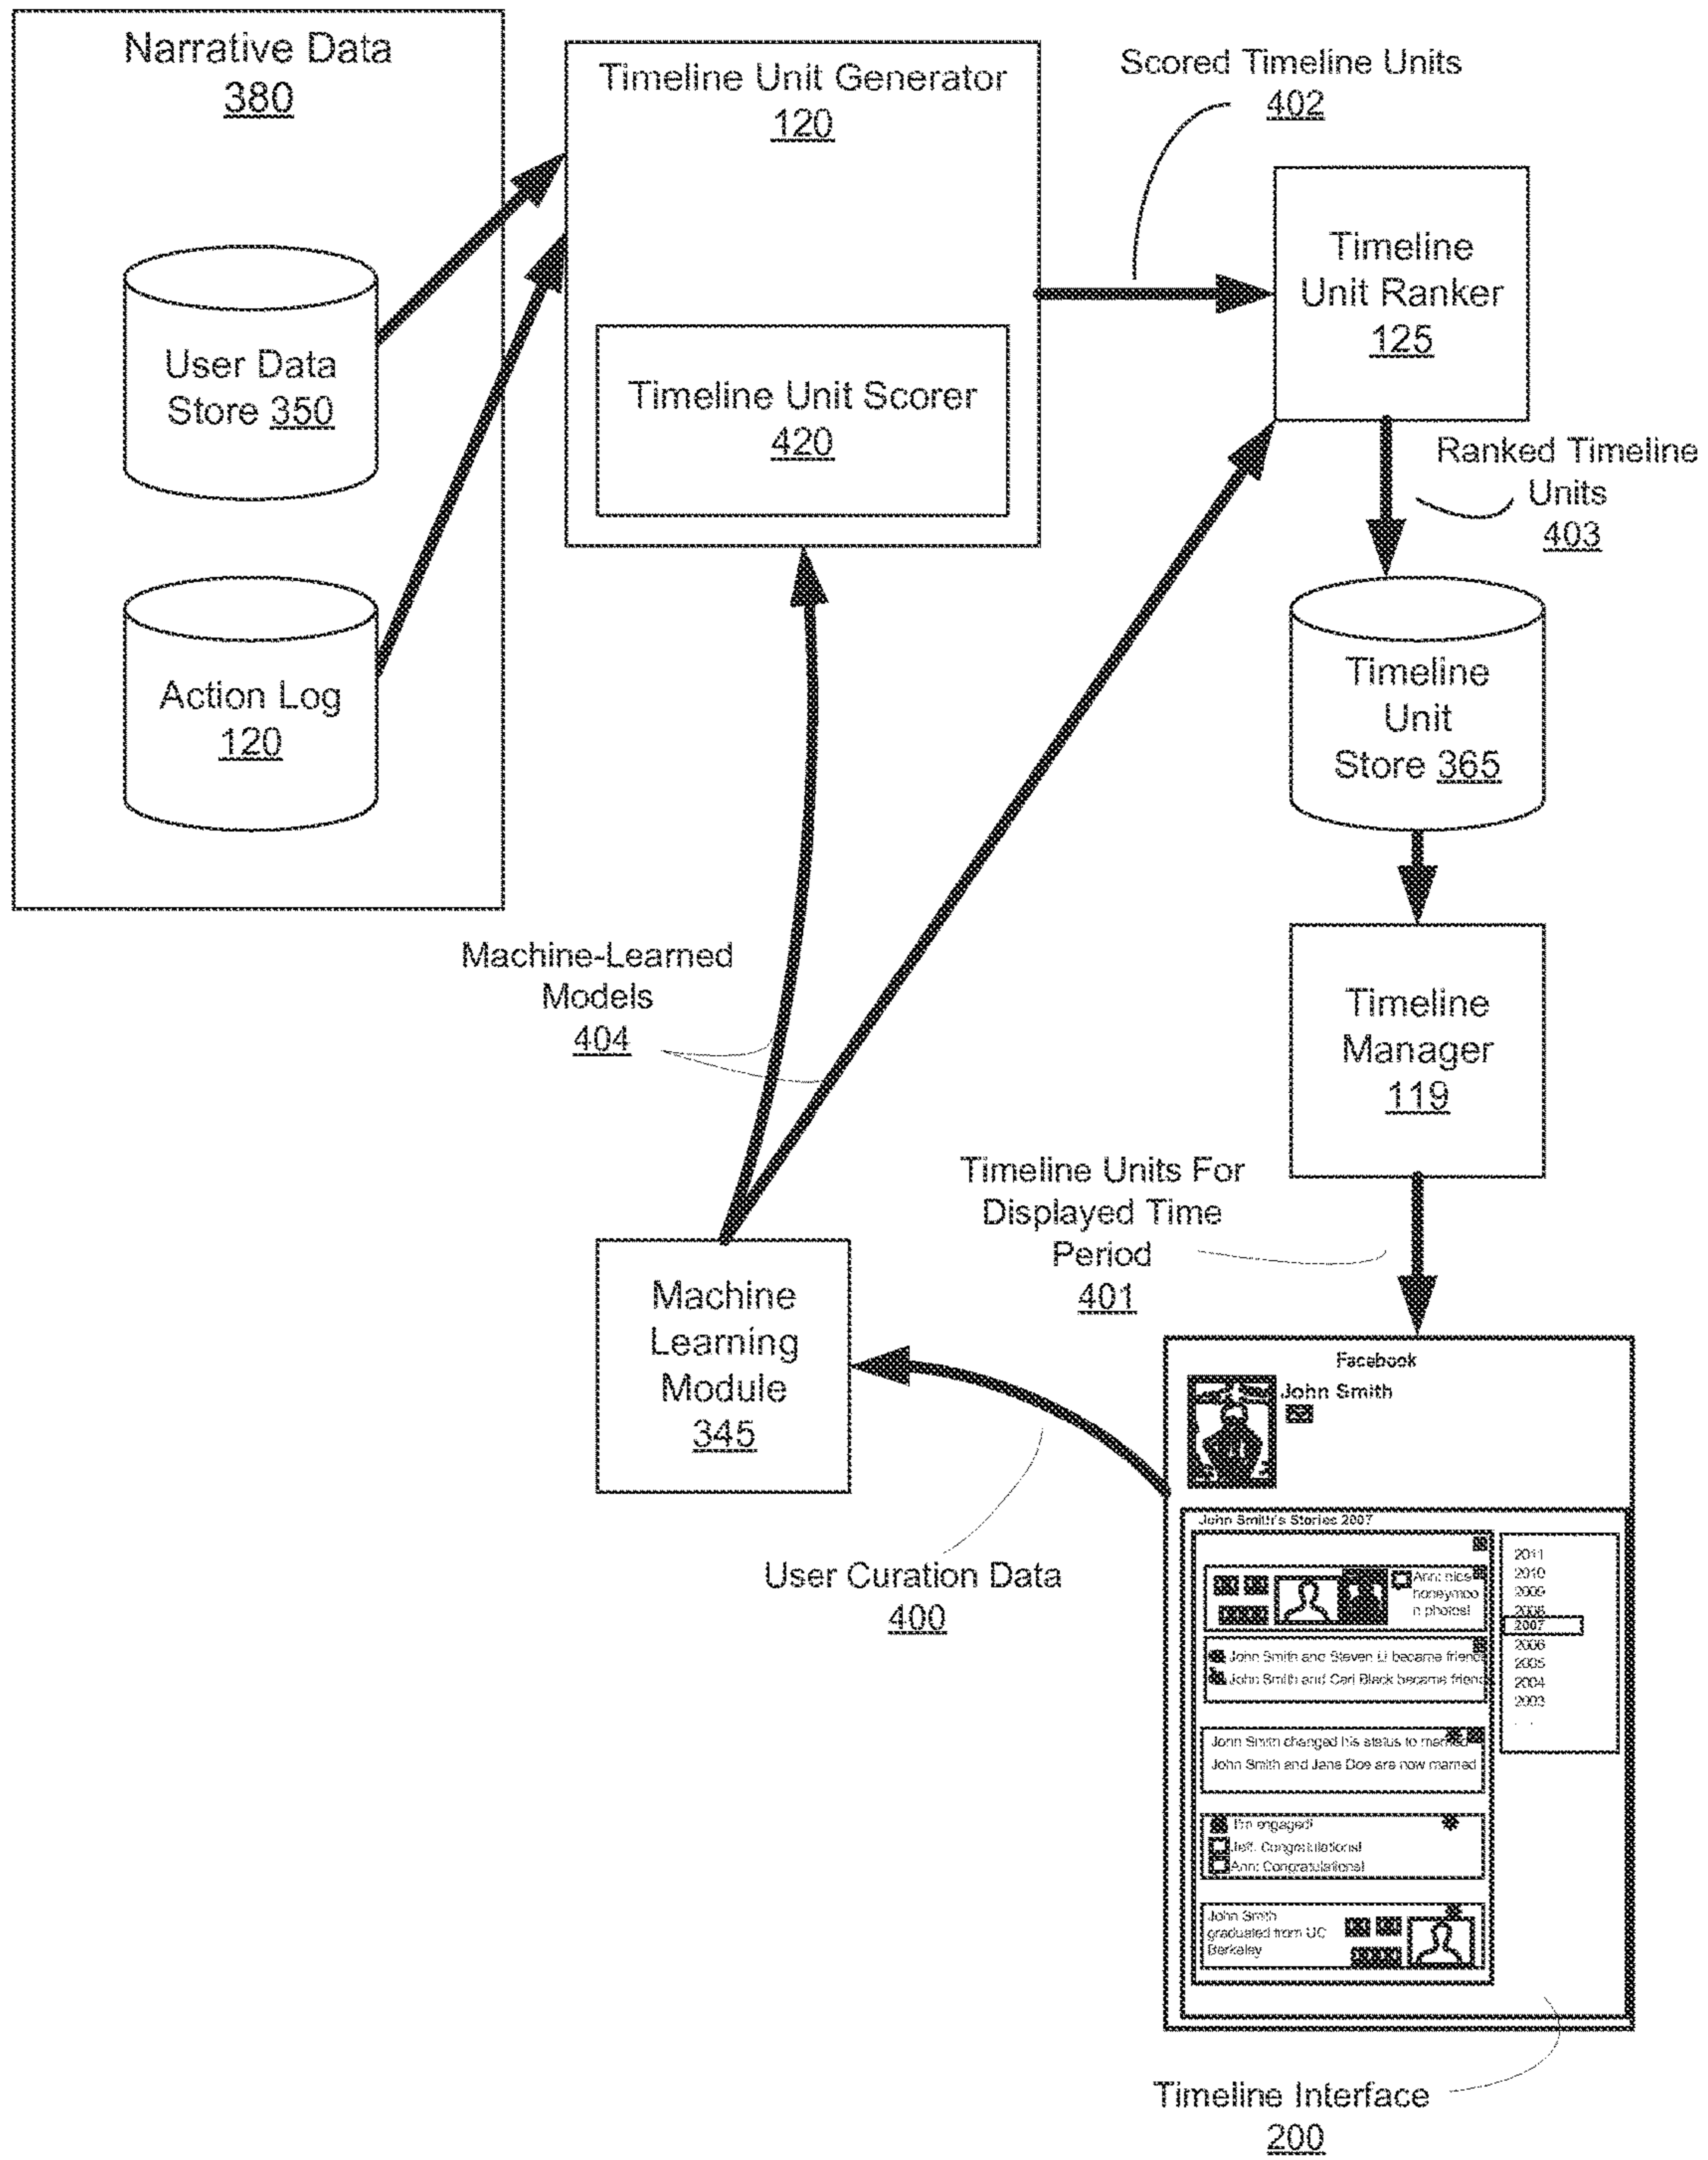 Narrative Data
380
User Data
Store 350
Action Log
120
Timeline Unit Generator
120
Timeline Unit Scorer
420
Scored Timeline Units
402
Timeline
Unit Ranker
125
Ranked Timeline
Units
403
Timeline
Unit
Store 365
Timeline
Manager
119
Machine-Learned
Models
404
Timeline Units For
Displayed Time
Period
401
Machine
Learning
Module
345
User Curation Data
400
Facebook
John Smith
John Smith's Stories 2007
Ann: nice
honeymoo
n photos!
John Smith and Steven Li became friend
John Smith and Carl Black became friend
John Smith changed his status to married
John Smith and Jane Doe are now married
I'm engaged!
Jeff: Congratulations!
Ann: Congratulations!
John Smith
graduated from UC
Berkeley
2011
2010
2009
2008
2007
2006
2005
2004
2003
. .
Timeline Interface
200